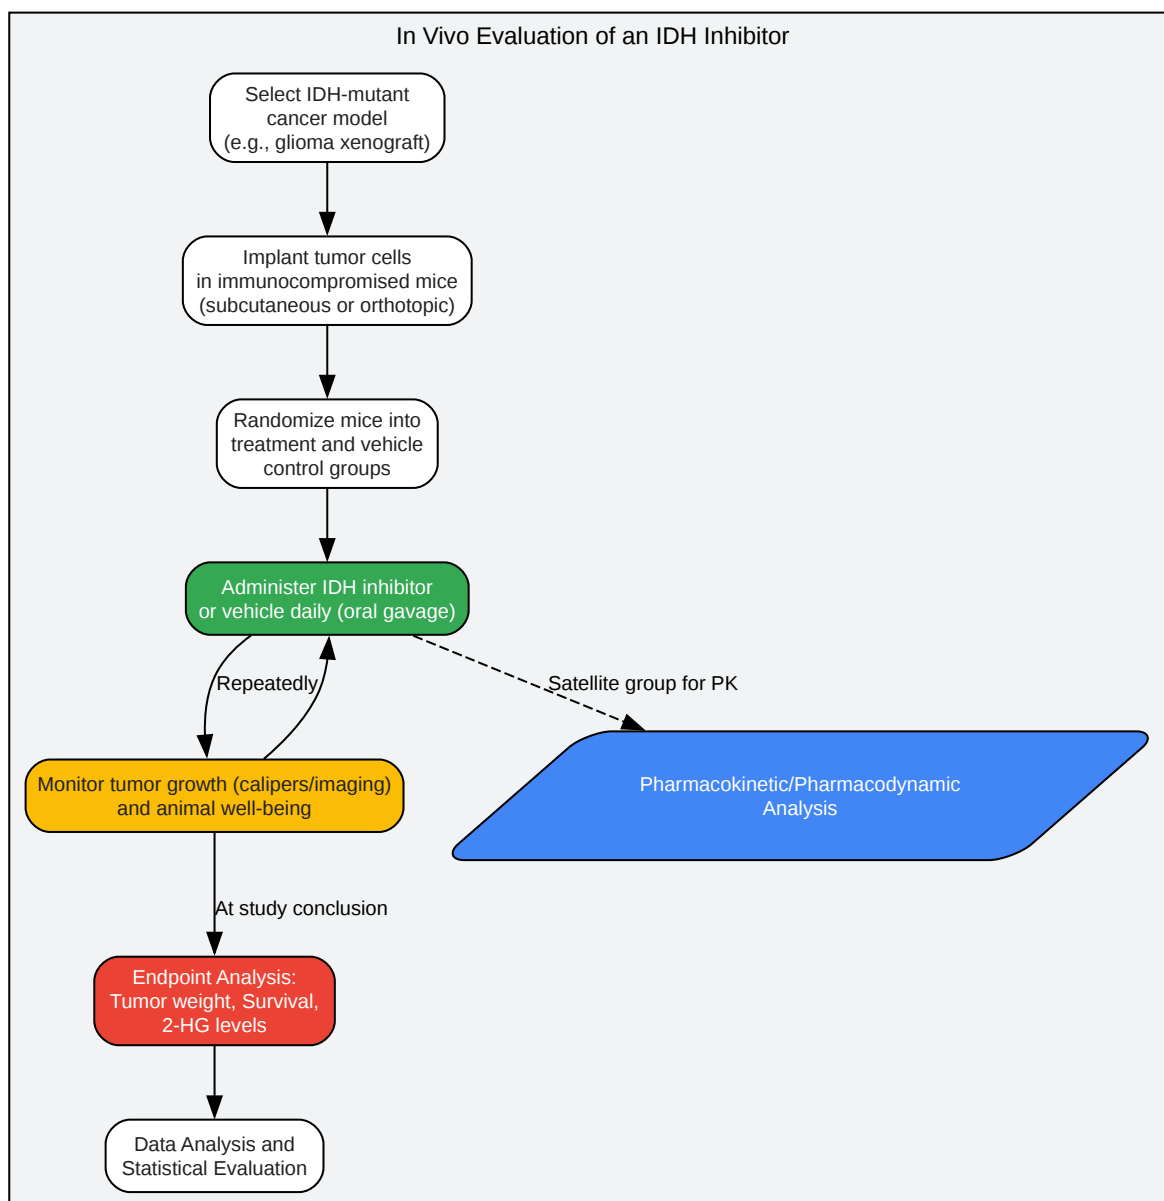 In Vivo Evaluation of an IDH Inhibitor
Select IDH-mutant
cancer model
(e.g., glioma xenograft)
Implant tumor cells
in immunocompromised mice
(subcutaneous or orthotopic)
Randomize mice into
treatment and vehicle
control groups
Administer IDH inhibitor
or vehicle daily (oral gavage)
Repeatedly
Satellite group for PK
Monitor tumor growth (calipers/imaging)
and animal well-being
Pharmacokinetic/Pharmacodynamic
Analysis
At study conclusion
Endpoint Analysis:
Tumor weight, Survival,
2-HG levels
Data Analysis and
Statistical Evaluation